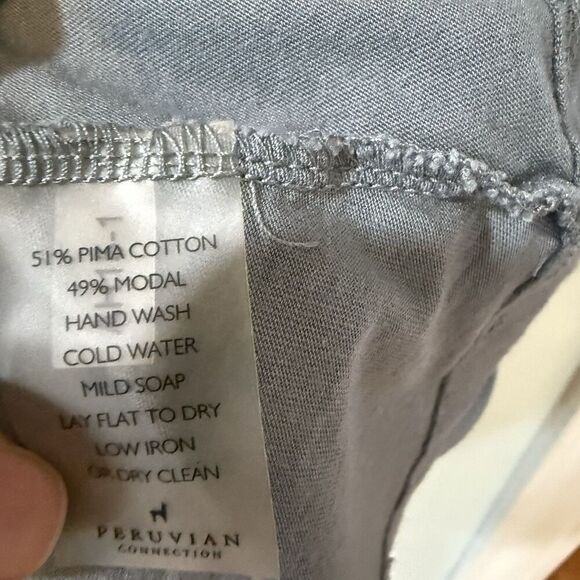 51% PIMA COTTON
49% MODAL
HAND WASH
COLD WATER
MILD SOAP
LAY FLAT TO DRY
LOW IRON
OR DRY CLEAN
PERUVIAN
CONNECTION